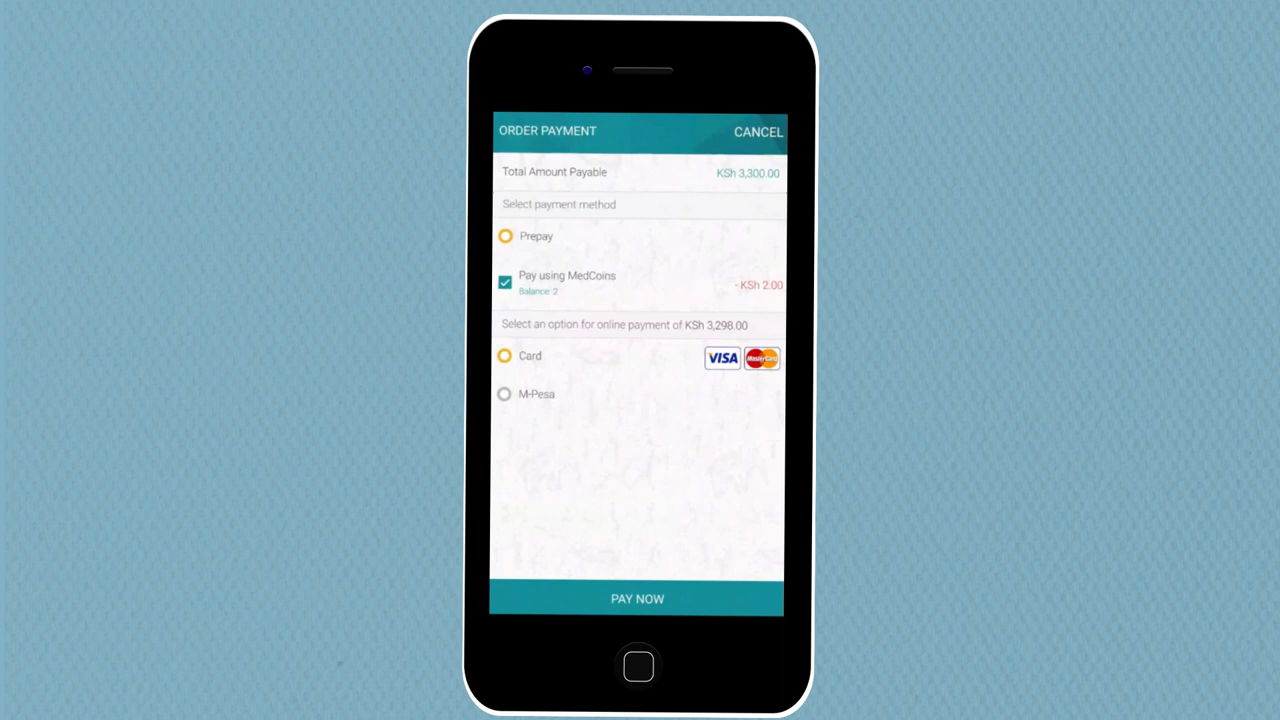 ORDER PAYMENT CANCEL
Total Amount Payable KSh 3,300.00
Select payment method
Prepay
Pay using MedCoins - KSh 2.00
Balance: 2
Select an option for online payment of KSh 3,298.00
Card VISA MasterCard
M-Pesa
PAY NOW